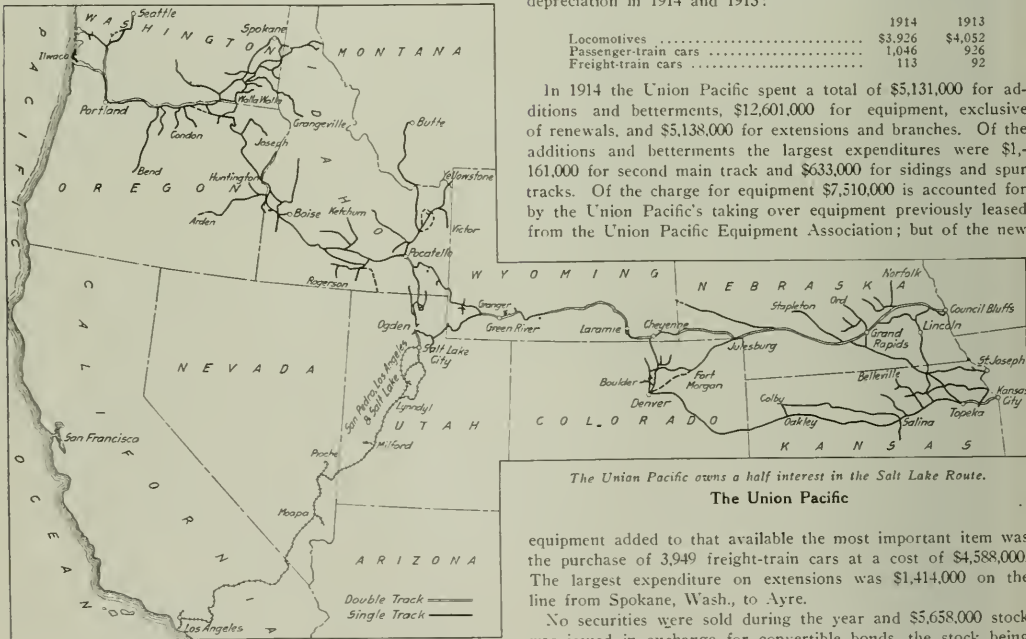 depreciation in 1914 and 1913:
1914 1913
Locomotives $3,926 $4,052
Passenger-train cars 1,046 926
Freight-train cars 113 92
In 1914 the Union Pacific spent a total of $5,131,000 for ad-
ditions and betterments, $12,601,000 for equipment, exclusive
of renewals, and $5,138,000 for extensions and branches. Of the
additions and betterments the largest expenditures were $1,-
161,000 for second main track and $633,000 for sidings and spur
tracks. Of the charge for equipment $7,510,000 is accounted for
by the Union Pacific's taking over equipment previously leased
from the Union Pacific Equipment Association; but of the new
WASHINGTON
Seattle
Spokane
MONTANA
Ilwaco
PACIFIC OCEAN
Portland
Walla Walla
Condon
Joseph
Grangeville
Butte
Bend
OREGON
Huntington
IDAHO
Yellowstone
Arden
Boise
Ketchum
Victor
Pocatello
Rogerson
WYOMING
NEBRASKA
Norfolk
Stapleton
Ord
Granger
Green River
Laramie
Cheyenne
Council Bluffs
Lincoln
Grand
Rapids
Julesburg
Ogden
Salt Lake
City
CALIFORNIA
NEVADA
San Pedro, Los Angeles
& Salt Lake
Lynndyl
UTAH
Milford
Boulder
Fort
Morgan
Denver
COLORADO
Belleville
St Joseph
Kansas
City
Colby
Oakley
Salina
Topeka
KANSAS
San Francisco
Pioche
Moapa
ARIZONA
Double Track
Single Track
Los Angeles
The Union Pacific owns a half interest in the Salt Lake Route.
The Union Pacific
equipment added to that available the most important item was
the purchase of 3,949 freight-train cars at a cost of $4,588,000.
The largest expenditure on extensions was $1,414,000 on the
line from Spokane, Wash., to Ayre.
No securities were sold during the year and $5,658,000 stock
was issued in exchange for convertible bonds, the stock being